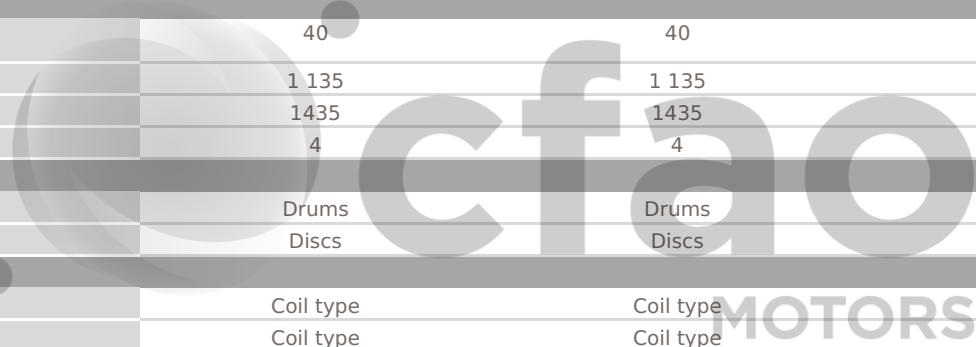 40 40
1 135 1 135
1435 1435
4 4
Drums Drums
Discs Discs
Coil type Coil type
Coil type Coil type
cfao
MOTORS